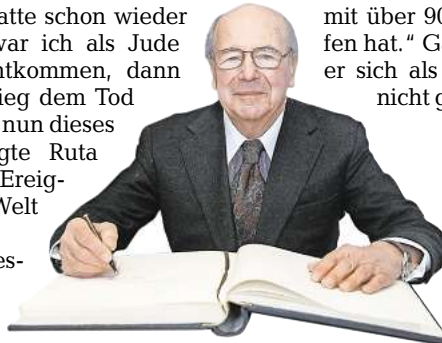 atte schon wieder
war ich als Jude
ntkommen, dann
ieg dem Tod
nun dieses
gte Ruta
Ereig-
Welt
es-
mit über 90
fen hat.“ G
er sich als
nicht g